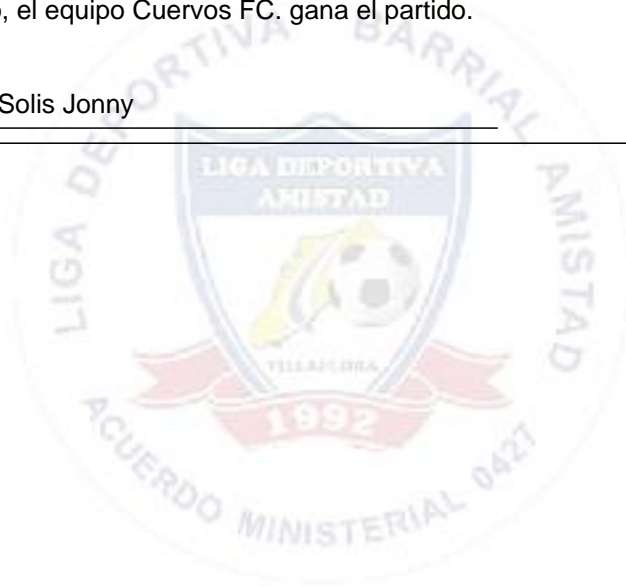 , el equipo Cuervos FC. gana el partido.
Solis Jonny
LIGA DEPORTIVA BARRIAL AMISTAD
LIGA DEPORTIVA
AMISTAD
VILLAFLORA
1992
ACUERDO MINISTERIAL 0427